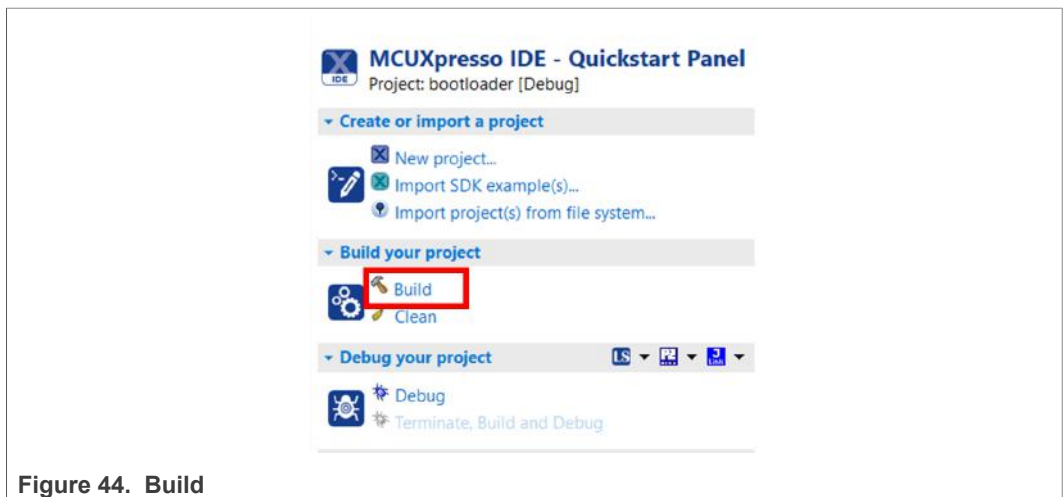 MCUXpresso IDE - Quickstart Panel
IDE
Project: bootloader [Debug]
Create or import a project
New project...
Import SDK example(s)...
Import project(s) from file system...
Build your project
Build
Clean
Debug your project
LS
Link
Debug
Terminate, Build and Debug
Figure 44. Build